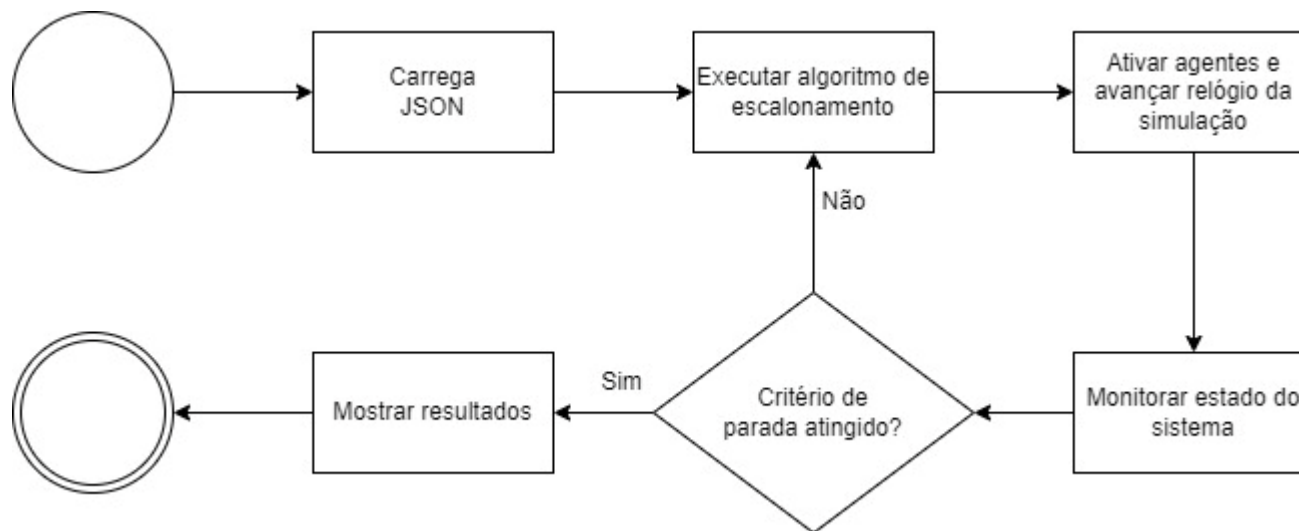 Carrega
JSON
Executar algoritmo de
escalonamento
Ativar agentes e
avançar relógio da
simulação
Não
Sim
Mostrar resultados
Critério de
parada atingido?
Monitorar estado do
sistema